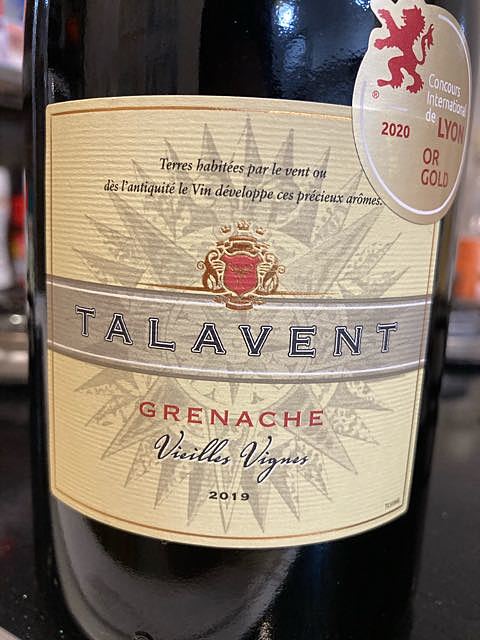 Concours
International
de LYON
®
2020
OR
GOLD
Terres habitées par le vent ou
dès l'antiquité le Vin développe ces précieux arômes.
TALAVENT
GRENACHE
Vieilles Vignes
2019